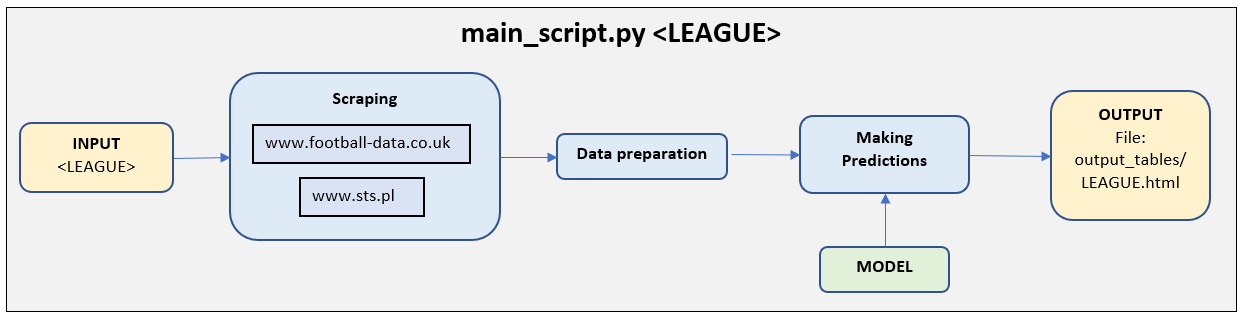 main_script.py <LEAGUE>
INPUT
<LEAGUE>
Scraping
www.football-data.co.uk
www.sts.pl
Data preparation
Making
Predictions
MODEL
OUTPUT
File:
output_tables/
LEAGUE.html